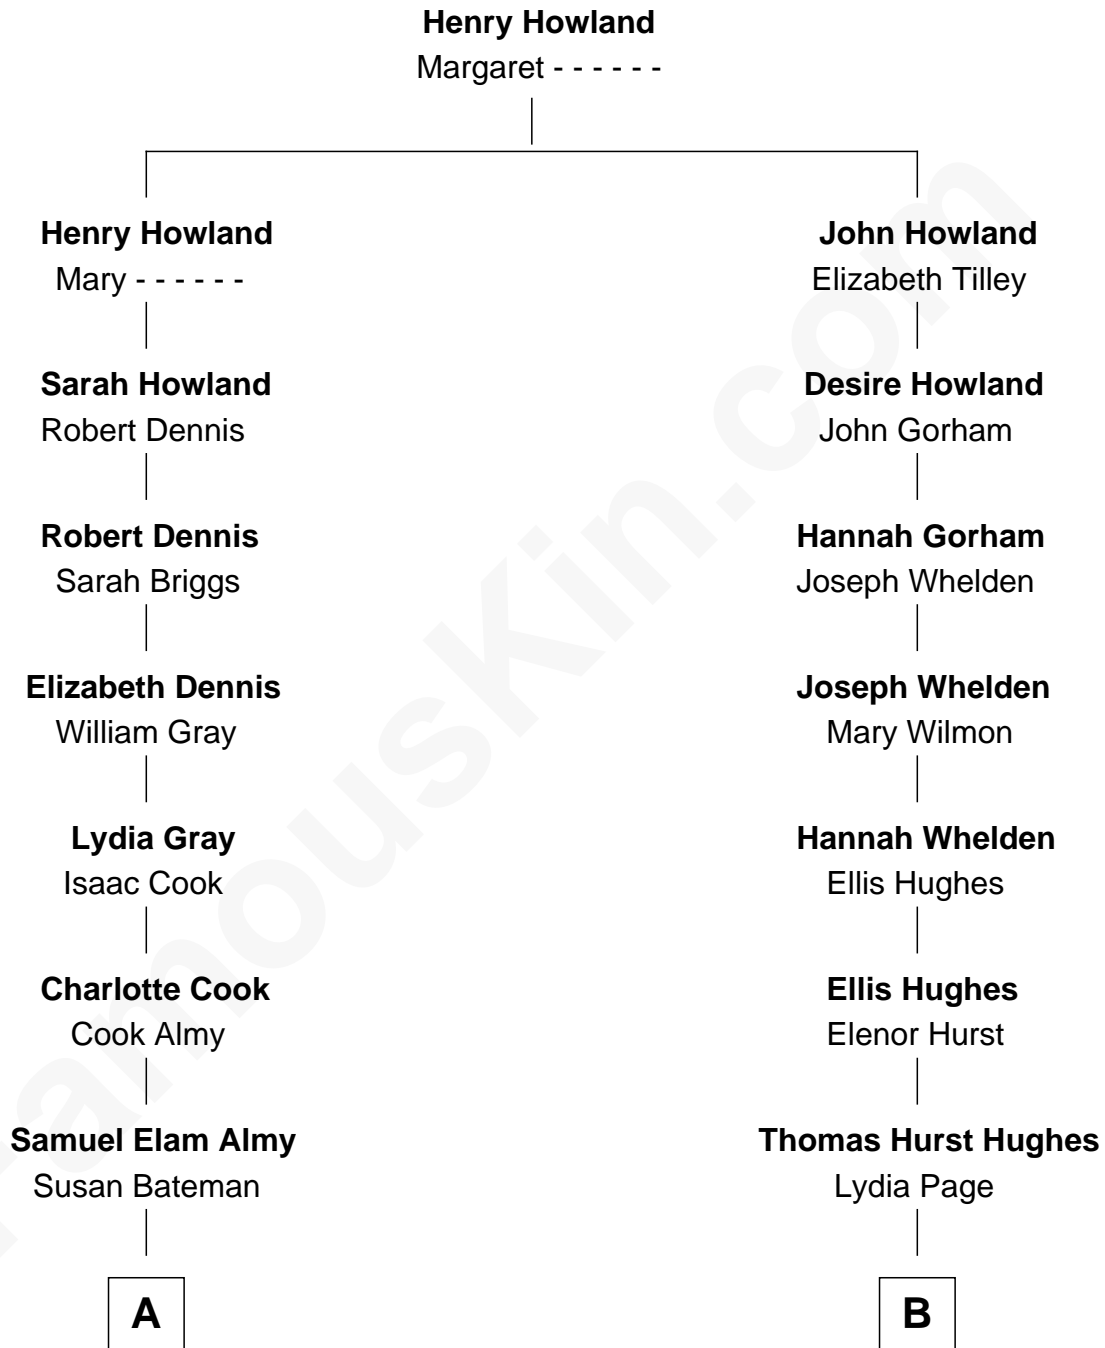 Henry Howland
Margaret - - - - - -
Henry Howland
Mary - - - - - -
John Howland
Elizabeth Tilley
Sarah Howland
Robert Dennis
Desire Howland
John Gorham
Robert Dennis
Sarah Briggs
Hannah Gorham
Joseph Whelden
Elizabeth Dennis
William Gray
Joseph Whelden
Mary Wilmon
Lydia Gray
Isaac Cook
Hannah Whelden
Ellis Hughes
Charlotte Cook
Cook Almy
Ellis Hughes
Elenor Hurst
Samuel Elam Almy
Susan Bateman
Thomas Hurst Hughes
Lydia Page
A
B
FamousKin.com